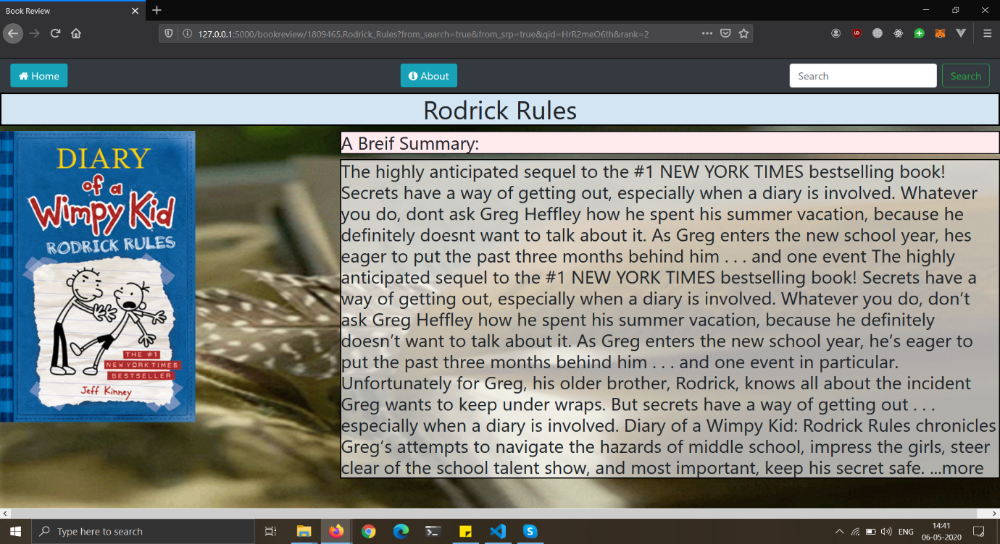 Book Review
127.0.0.1:5000/bookreview/1809465.Rodrick_Rules?from_search=true&from_srp=true&qid=HrR2meO6th&rank=2
Home
About
Search
Search
Rodrick Rules
DIARY
of a
Wimpy Kid
RODRICK RULES
THE #1
NEW YORK TIMES
BESTSELLER
Jeff Kinney
A Breif Summary:
The highly anticipated sequel to the #1 NEW YORK TIMES bestselling book!
Secrets have a way of getting out, especially when a diary is involved. Whatever
you do, dont ask Greg Heffley how he spent his summer vacation, because he
definitely doesnt want to talk about it. As Greg enters the new school year, hes
eager to put the past three months behind him . . . and one event The highly
anticipated sequel to the #1 NEW YORK TIMES bestselling book! Secrets have a
way of getting out, especially when a diary is involved. Whatever you do, don’t
ask Greg Heffley how he spent his summer vacation, because he definitely
doesn’t want to talk about it. As Greg enters the new school year, he’s eager to
put the past three months behind him . . . and one event in particular.
Unfortunately for Greg, his older brother, Rodrick, knows all about the incident
Greg wants to keep under wraps. But secrets have a way of getting out . . .
especially when a diary is involved. Diary of a Wimpy Kid: Rodrick Rules chronicles
Greg’s attempts to navigate the hazards of middle school, impress the girls, steer
clear of the school talent show, and most important, keep his secret safe. ...more
Type here to search
ENG
14:41
06-05-2020